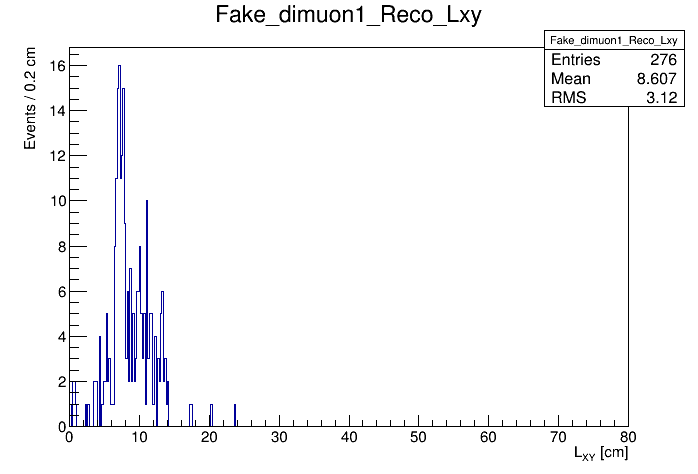 Fake_dimuon1_Reco_Lxy
Fake_dimuon1_Reco_Lxy
Entries 276
Mean 8.607
RMS 3.12
Events / 0.2 cm
16
14
12
10
8
6
4
2
0
0 10 20 30 40 50 60 70 80
L_XY [cm]